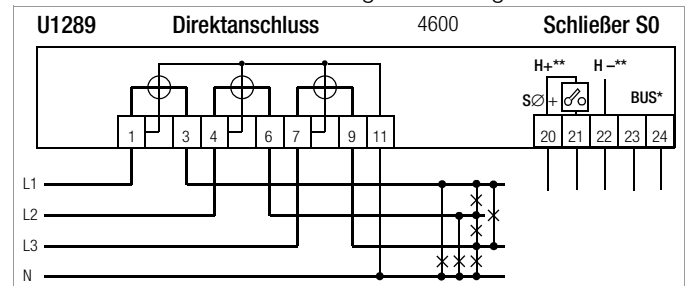 U1289 Direktanschluss 4600 Schließer S0
H+** H –**
S∅ + BUS*
1 3 4 6 7 9 11 20 21 22 23 24
L1
L2
L3
N